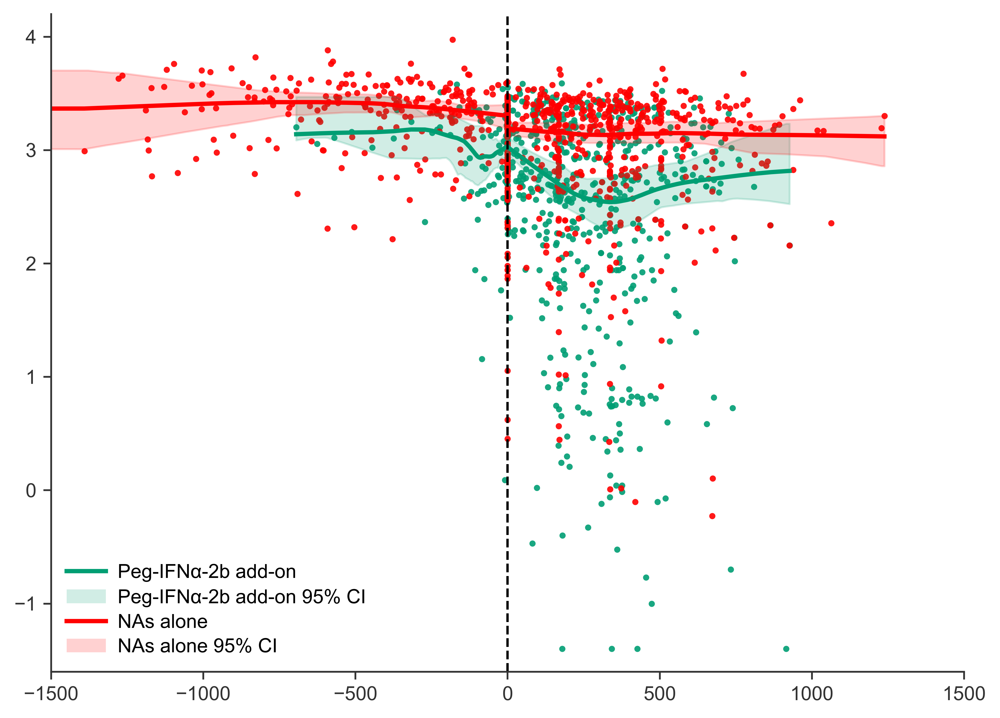 4
3
2
1
0
−1
Peg-IFNα-2b add-on
Peg-IFNα-2b add-on 95% CI
NAs alone
NAs alone 95% CI
−1500 −1000 −500 0 500 1000 1500